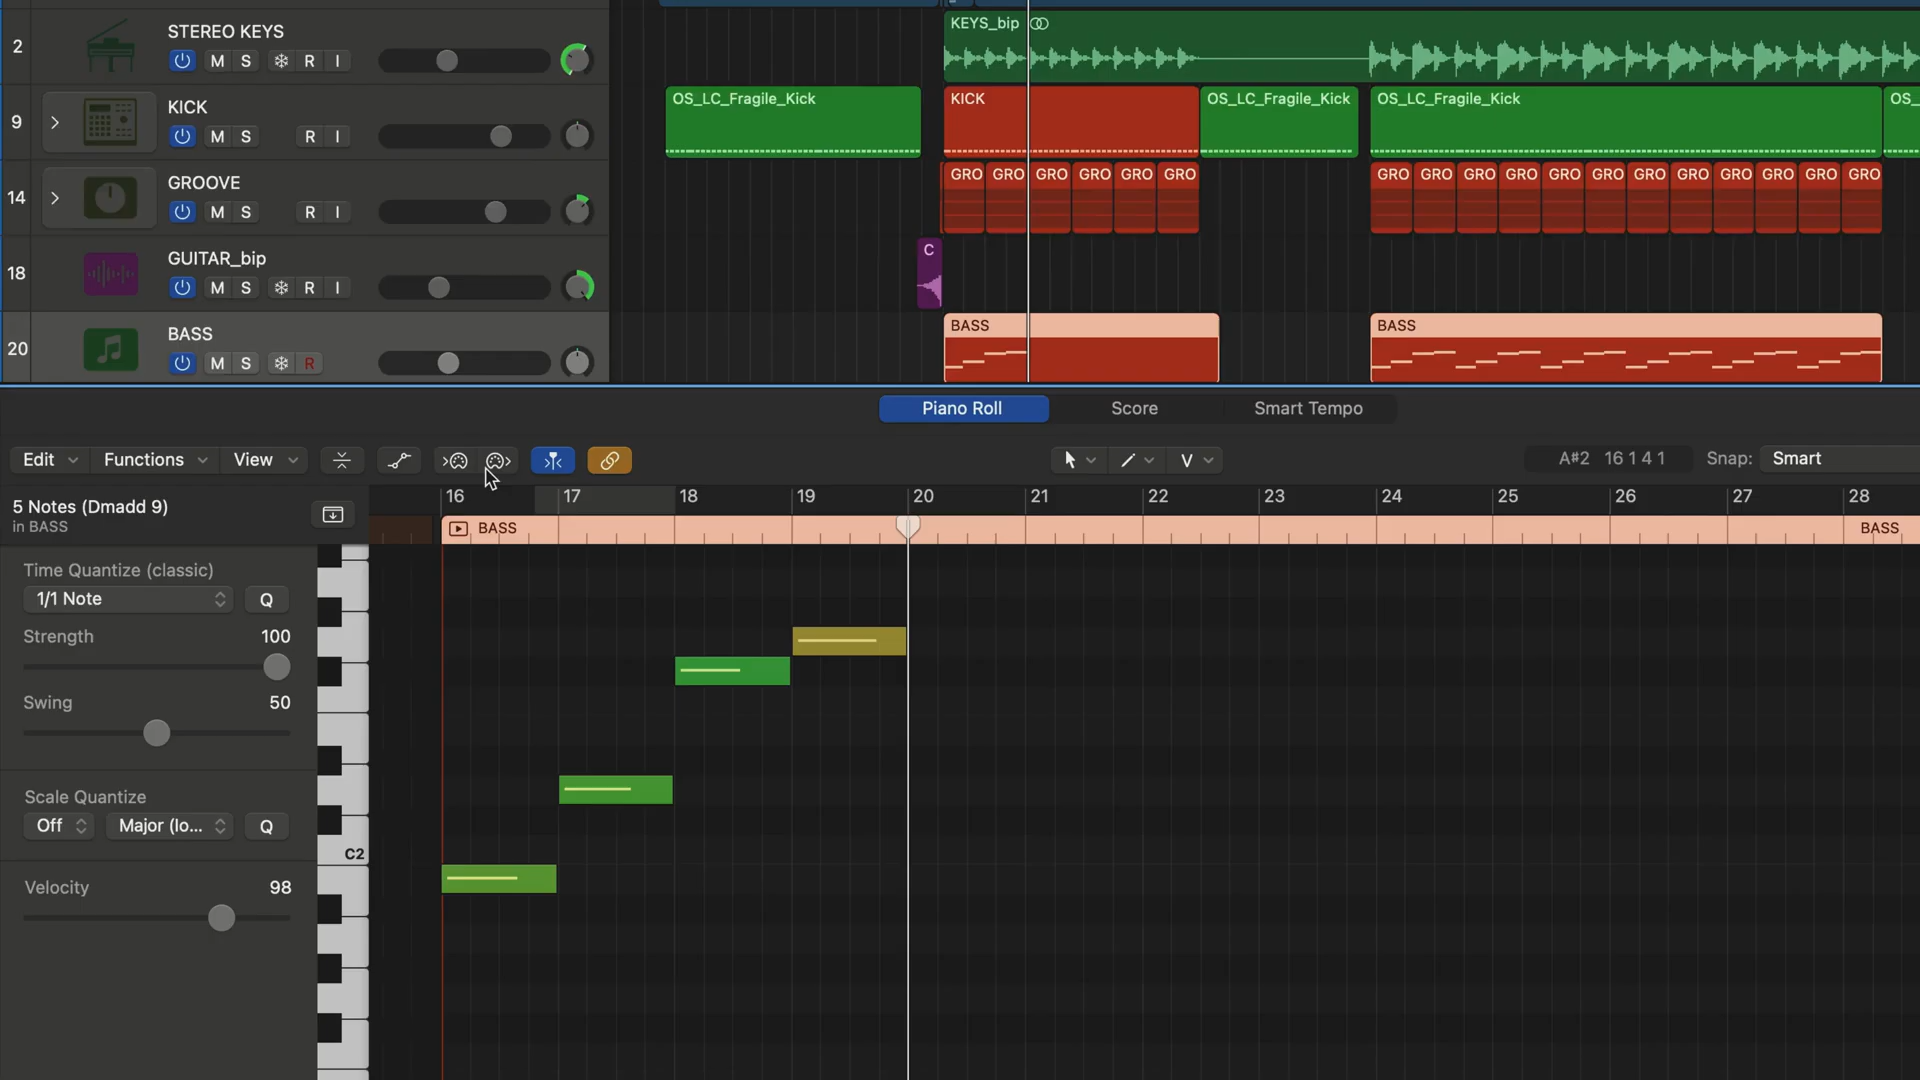 2
STEREO KEYS
M S R I
KEYS_bip
9
KICK
M S R I
OS_LC_Fragile_Kick
KICK
OS_LC_Fragile_Kick
OS_LC_Fragile_Kick
OS_
14
GROOVE
M S R I
GRO GRO GRO GRO GRO GRO
GRO GRO GRO GRO GRO GRO GRO GRO GRO GRO GRO GRO
18
GUITAR_bip
M S R I
C
20
BASS
M S R
BASS
BASS
Piano Roll
Score
Smart Tempo
Edit
Functions
View
A#2 16 1 4 1
Snap: Smart
16 17 18 19 20 21 22 23 24 25 26 27 28
5 Notes (Dmadd 9)
in BASS
BASS
BASS
Time Quantize (classic)
1/1 Note Q
Strength 100
Swing 50
Scale Quantize
Off Major (lo... Q
C2
Velocity 98